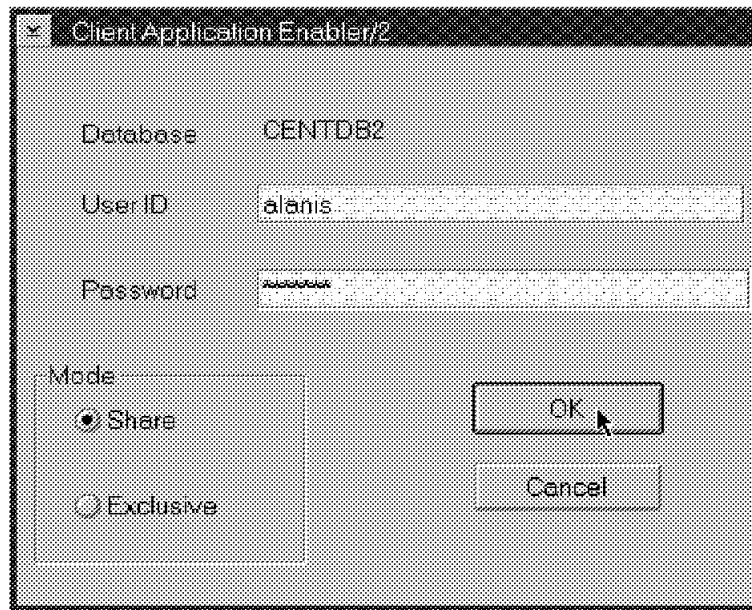 Client Application Enabler/2
Database CENTDB2
User ID alanis
Password
Mode
Share
Exclusive
OK
Cancel